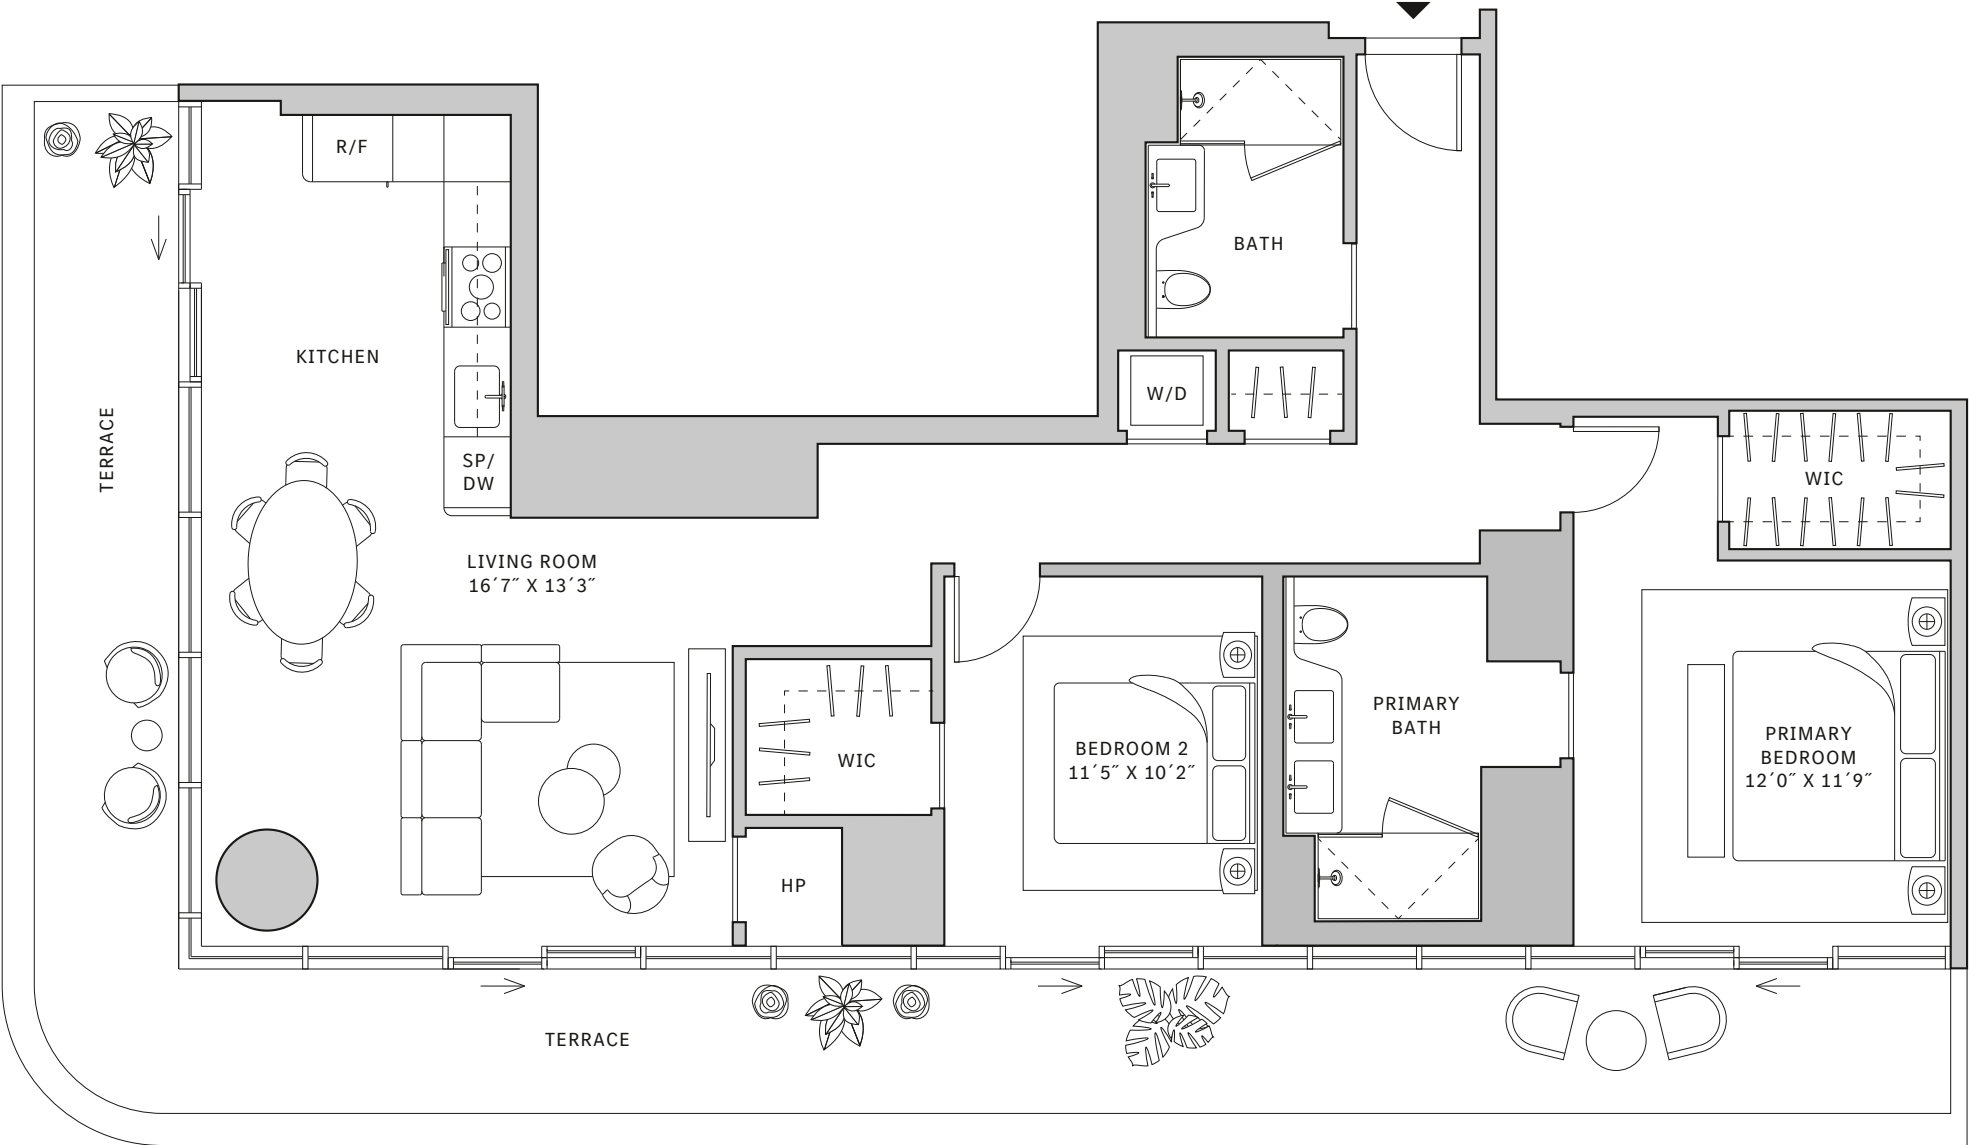 R/F
BATH
KITCHEN
W/D
TERRACE
SP/
DW
WIC
LIVING ROOM
16´7˝ X 13´3˝
PRIMARY
BATH
BEDROOM 2
11´5˝ X 10´2˝
WIC
PRIMARY
BEDROOM
12´0˝ X 11´9˝
HP
TERRACE